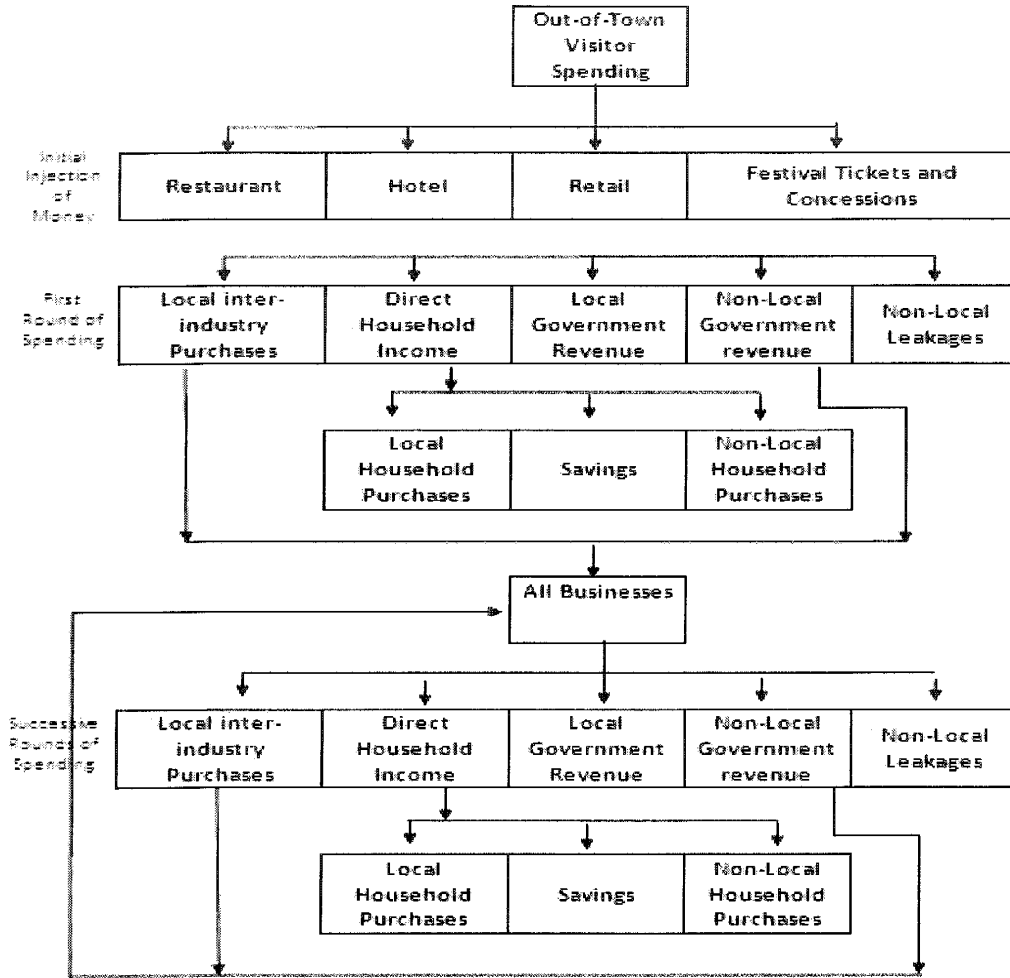 Out-of-Town
Visitor
Spending
Initial
Injection
of
Money
Restaurant
Hotel
Retail
Festival Tickets and
Concessions
First
Round of
Spending
Local inter-
industry
Purchases
Direct
Household
Income
Local
Government
Revenue
Non-Local
Government
revenue
Non-Local
Leakages
Local
Household
Purchases
Savings
Non-Local
Household
Purchases
All Businesses
Successive
Rounds of
Spending
Local inter-
industry
Purchases
Direct
Household
Income
Local
Government
Revenue
Non-Local
Government
revenue
Non-Local
Leakages
Local
Household
Purchases
Savings
Non-Local
Household
Purchases